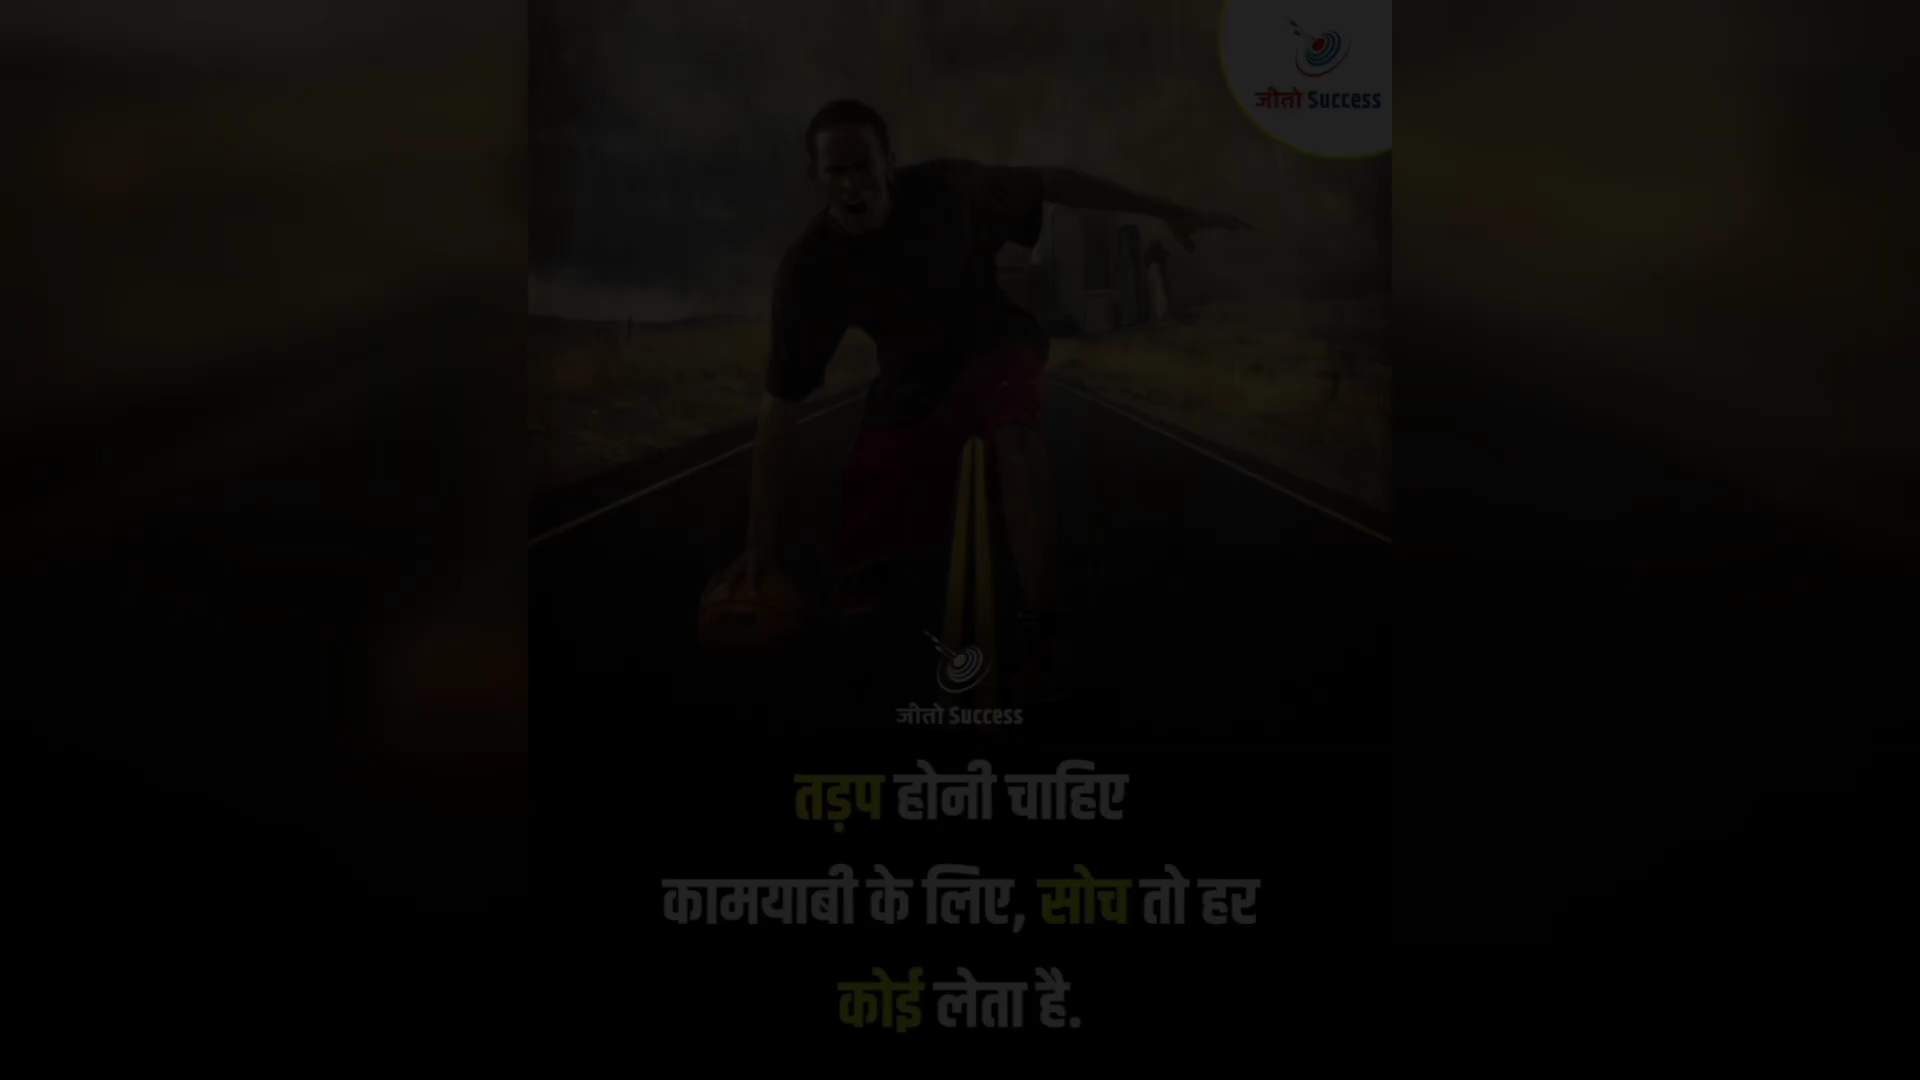 जीतो Success
जीतो Success
तड़प होनी चाहिए
कामयाबी के लिए, सोच तो हर
कोई लेता है.